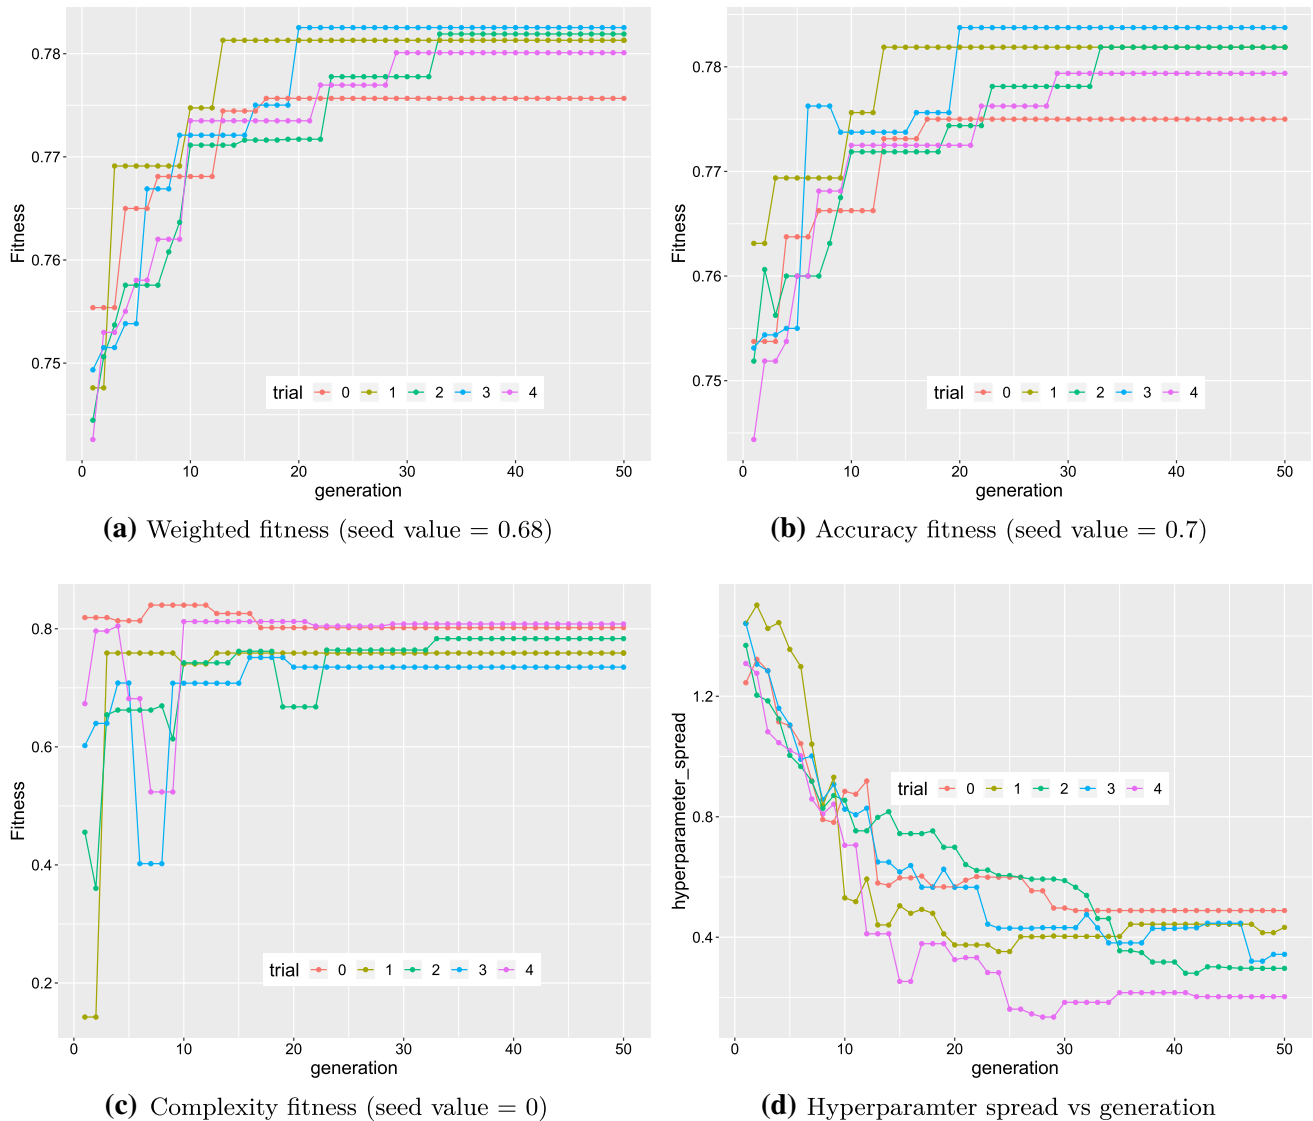 Fitness
0.78
0.77
0.76
0.75
trial 0 1 2 3 4
0 10 20 30 40 50
generation
(a) Weighted fitness (seed value = 0.68)
Fitness
0.78
0.77
0.76
0.75
trial 0 1 2 3 4
0 10 20 30 40 50
generation
(b) Accuracy fitness (seed value = 0.7)
Fitness
0.8
0.6
0.4
0.2
trial 0 1 2 3 4
0 10 20 30 40 50
generation
(c) Complexity fitness (seed value = 0)
hyperparameter_spread
1.2
0.8
0.4
trial 0 1 2 3 4
0 10 20 30 40 50
generation
(d) Hyperparamter spread vs generation